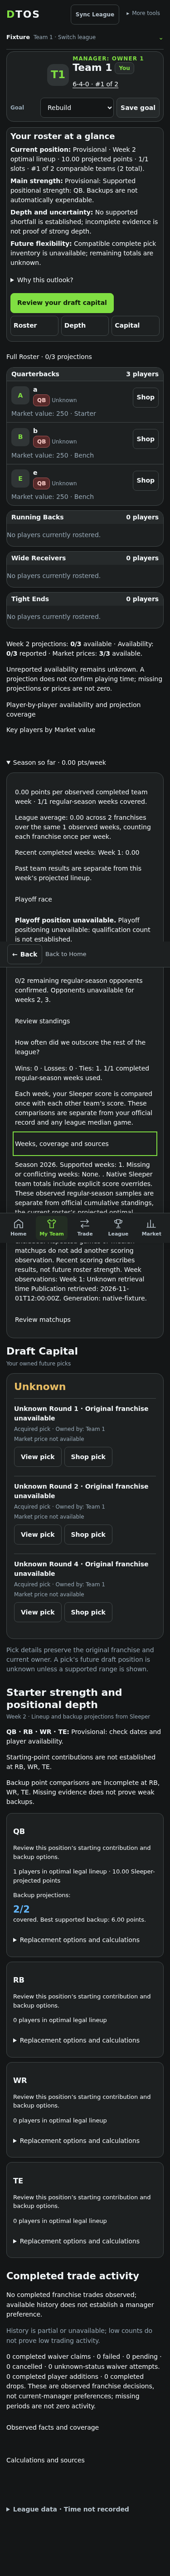 DTOS
Sync League
▸ More tools
Fixture Team 1 · Switch league
MANAGER: OWNER 1
T1
Team 1 You
6-4-0 · #1 of 2
Goal
Rebuild
Save goal
Your roster at a glance
Current position: Provisional · Week 2
optimal lineup · 10.00 projected points · 1/1
slots · #1 of 2 comparable teams (2 total).
Main strength: Provisional: Supported
positional strength: QB. Backups are not
automatically expendable.
Depth and uncertainty: No supported
shortfall is established; incomplete evidence
is not proof of strong depth.
Future flexibility: Compatible complete pick
inventory is unavailable; remaining totals are
unknown.
▸ Why this outlook?
Review your draft capital
Roster
Depth
Capital
Full Roster · 0/3 projections
Quarterbacks 3 players
A
a
QB Unknown
Shop
Market value: 250 · Starter
B
b
QB Unknown
Shop
Market value: 250 · Bench
E
e
QB Unknown
Shop
Market value: 250 · Bench
Running Backs 0 players
No players currently rostered.
Wide Receivers 0 players
No players currently rostered.
Tight Ends 0 players
No players currently rostered.
Week 2 projections: 0/3 available · Availability:
0/3 reported · Market prices: 3/3 available.
Unreported availability remains unknown. A
projection does not confirm playing time; missing
projections or prices are not zero.
Player-by-player availability and projection
coverage
Key players by Market value
▾ Season so far · 0.00 pts/week
0.00 points per observed completed team
week · 1/1 regular-season weeks covered.
League average: 0.00 across 2 franchises
over the same 1 observed weeks, counting
each franchise once per week.
Recent completed weeks: Week 1: 0.00
Past team results are separate from this
week's projected lineup.
Playoff race
Playoff position unavailable. Playoff
positioning unavailable: qualification count
is not established.
← Back
Back to Home
0/2 remaining regular-season opponents
confirmed. Opponents unavailable for
weeks 2, 3.
Review standings
How often did we outscore the rest of the
league?
Wins: 0 · Losses: 0 · Ties: 1. 1/1 completed
regular-season weeks used.
Each week, your Sleeper score is compared
once with each other team's score. These
comparisons are separate from your official
record and any league median game.
Weeks, coverage and sources
Season 2026. Supported weeks: 1. Missing
or conflicting weeks: None. . Native Sleeper
team totals include explicit score overrides.
These observed regular-season samples are
separate from official cumulative standings,
Home
My Team
Trade
League
Market
matchups do not add another scoring
observation. Recent scoring describes
results, not future roster strength. Week
observations: Week 1: Unknown retrieval
time Publication retrieved: 2026-11-
01T12:00:00Z. Generation: native-fixture.
Review matchups
Draft Capital
Your owned future picks
Unknown
Unknown Round 1 · Original franchise
unavailable
Acquired pick · Owned by: Team 1
Market price not available
View pick
Shop pick
Unknown Round 2 · Original franchise
unavailable
Acquired pick · Owned by: Team 1
Market price not available
View pick
Shop pick
Unknown Round 4 · Original franchise
unavailable
Acquired pick · Owned by: Team 1
Market price not available
View pick
Shop pick
Pick details preserve the original franchise and
current owner. A pick's future draft position is
unknown unless a supported range is shown.
Starter strength and
positional depth
Week 2 · Lineup and backup projections from Sleeper
QB · RB · WR · TE: Provisional: check dates and
player availability.
Starting-point contributions are not established
at RB, WR, TE.
Backup point comparisons are incomplete at RB,
WR, TE. Missing evidence does not prove weak
backups.
QB
Review this position's starting contribution and
backup options.
1 players in optimal legal lineup · 10.00 Sleeper-
projected points
Backup projections:
2/2
covered. Best supported backup: 6.00 points.
▸ Replacement options and calculations
RB
Review this position's starting contribution and
backup options.
0 players in optimal legal lineup
▸ Replacement options and calculations
WR
Review this position's starting contribution and
backup options.
0 players in optimal legal lineup
▸ Replacement options and calculations
TE
Review this position's starting contribution and
backup options.
0 players in optimal legal lineup
▸ Replacement options and calculations
Completed trade activity
No completed franchise trades observed;
available history does not establish a manager
preference.
History is partial or unavailable; low counts do
not prove low trading activity.
0 completed waiver claims · 0 failed · 0 pending ·
0 cancelled · 0 unknown-status waiver attempts.
0 completed player additions · 0 completed
drops. These are observed franchise decisions,
not current-manager preferences; missing
periods are not zero activity.
Observed facts and coverage
Calculations and sources
▸ League data · Time not recorded